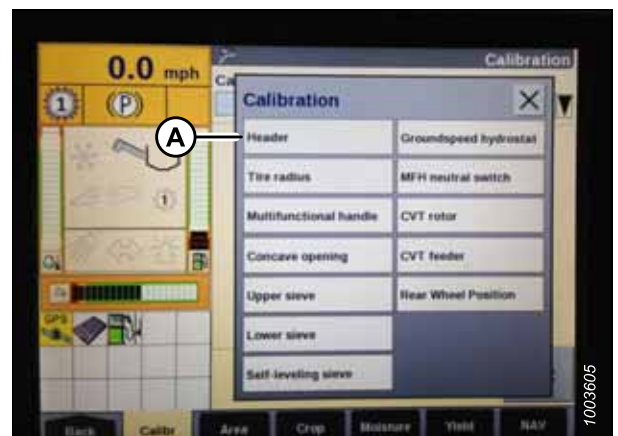 0.0 mph
Calibration
Ca
1 (P)
Calibration
A
Header
Groundspeed hydrostat
Tire radius
MFH neutral switch
1
Multifunctional handle
CVT rotor
Concave opening
CVT feeder
Upper sieve
Rear Wheel Position
GPS
Lower sieve
Self-leveling sieve
Back
Calibr
Area
Crop
Moisture
Yield
NAV
1003605